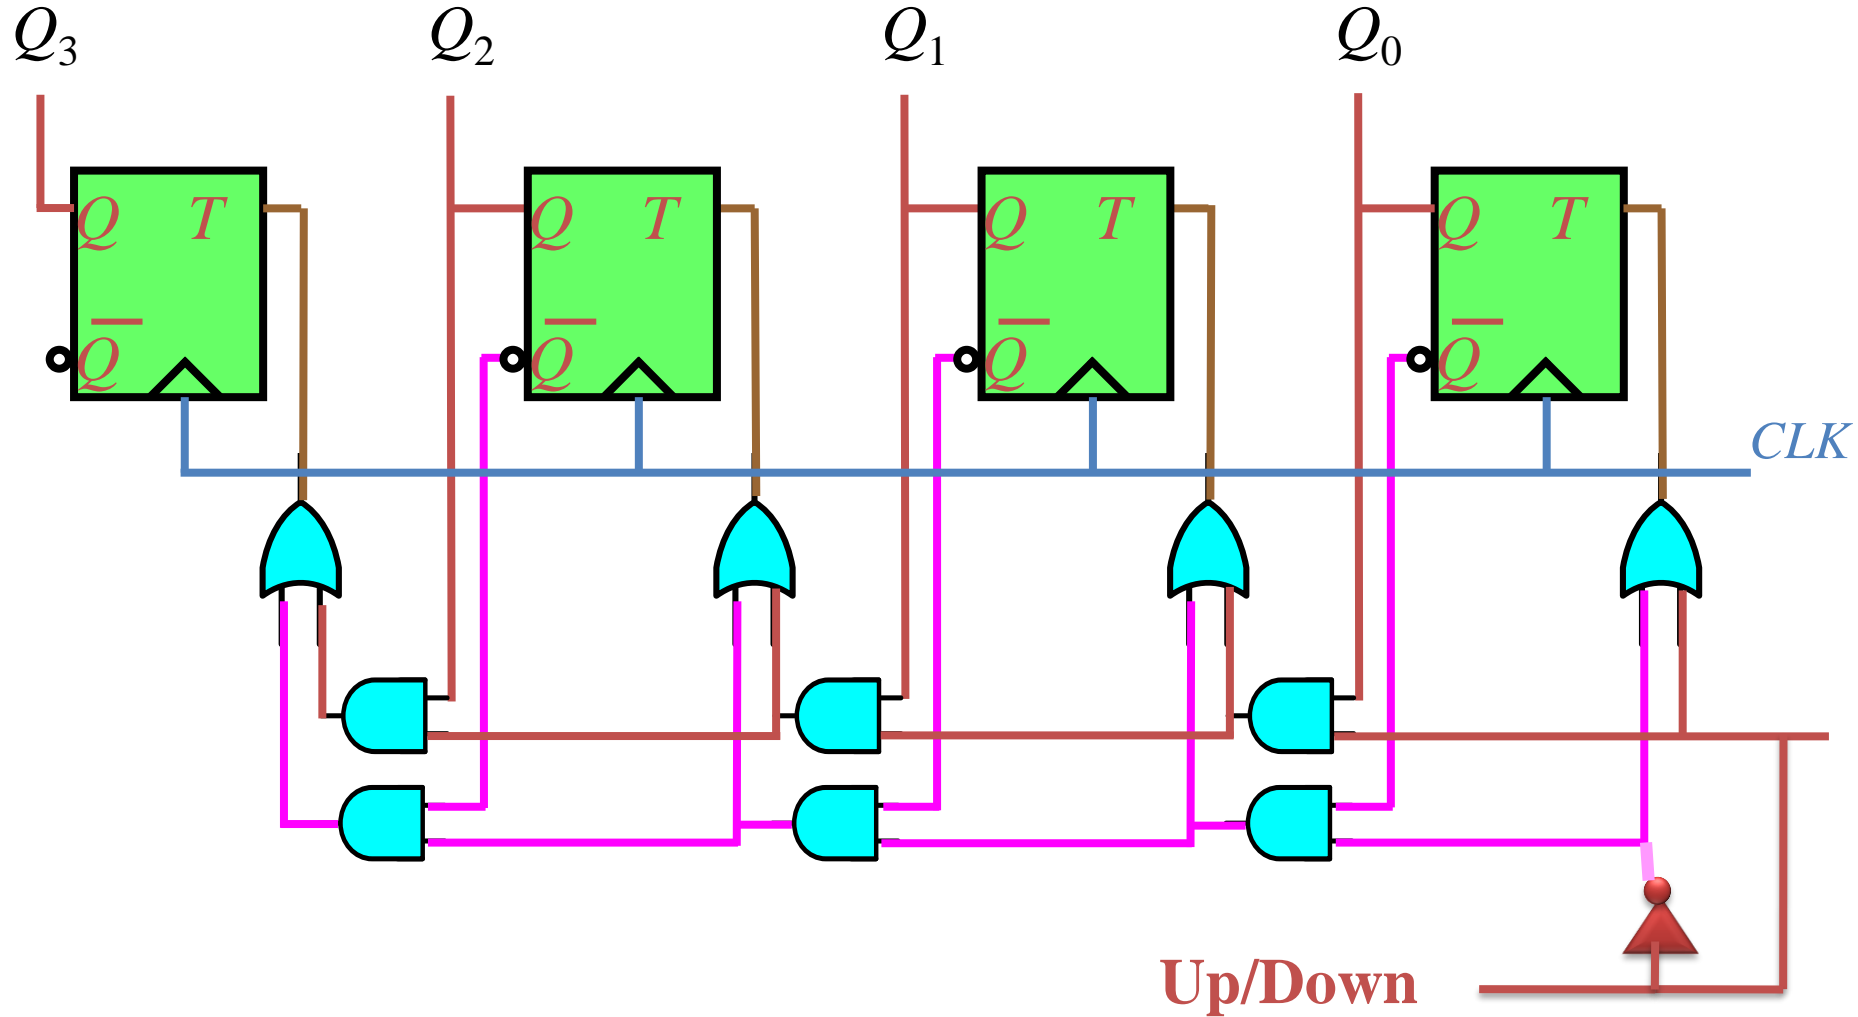 Q₃ Q₂ Q₁ Q₀
Q T Q T Q T Q T
Q̅ Q̅ Q̅ Q̅
CLK
Up/Down